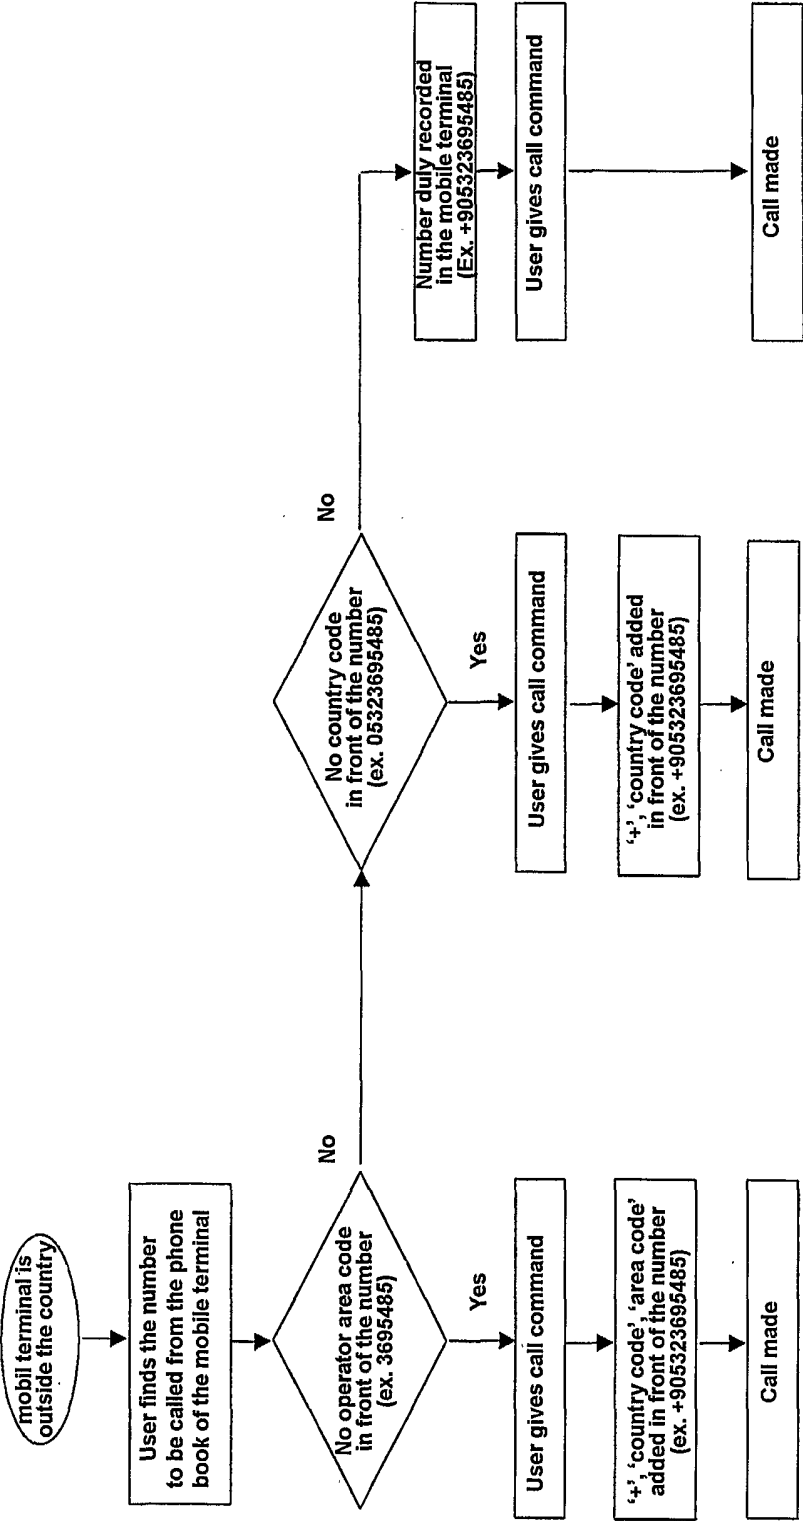 mobil terminal is
outside the country
User finds the number
to be called from the phone
book of the mobile terminal
No operator area code
in front of the number
(ex. 3695485)
No
Yes
User gives call command
'+', 'country code', 'area code'
added in front of the number
(ex. +905323695485)
Call made
No country code
in front of the number
(ex. 05323695485)
No
Yes
User gives call command
'+', 'country code' added
in front of the number
(ex. +905323695485)
Call made
Number duly recorded
in the mobile terminal
(Ex. +905323695485)
User gives call command
Call made